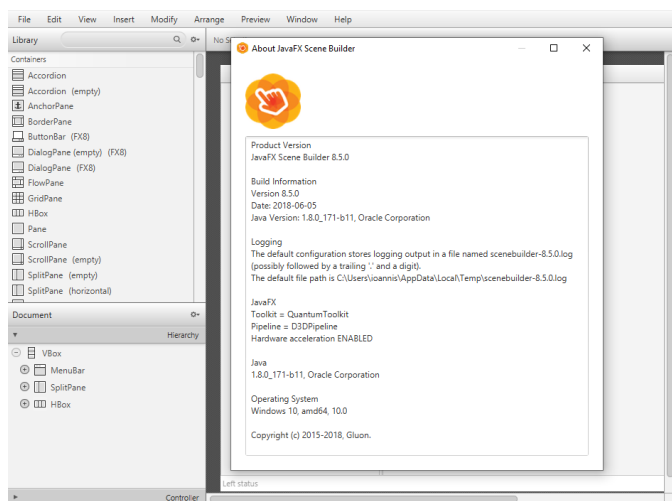 File Edit View Insert Modify Arrange Preview Window Help
Library
No S
Containers
Accordion
Accordion (empty)
AnchorPane
BorderPane
ButtonBar (FX8)
DialogPane (empty) (FX8)
DialogPane (FX8)
FlowPane
GridPane
HBox
Pane
ScrollPane
ScrollPane (empty)
SplitPane (empty)
SplitPane (horizontal)
Document
Hierarchy
VBox
MenuBar
SplitPane
HBox
Controller
About JavaFX Scene Builder
Product Version
JavaFX Scene Builder 8.5.0
Build Information
Version 8.5.0
Date: 2018-06-05
Java Version: 1.8.0_171-b11, Oracle Corporation
Logging
The default configuration stores logging output in a file named scenebuilder-8.5.0.log
(possibly followed by a trailing '.' and a digit).
The default file path is C:\Users\ioannis\AppData\Local\Temp\scenebuilder-8.5.0.log
JavaFX
Toolkit = QuantumToolkit
Pipeline = D3DPipeline
Hardware acceleration ENABLED
Java
1.8.0_171-b11, Oracle Corporation
Operating System
Windows 10, amd64, 10.0
Copyright (c) 2015-2018, Gluon.
Left status